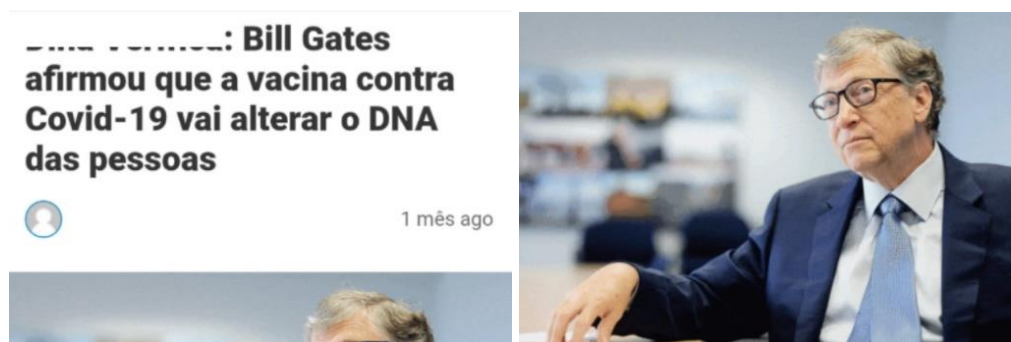 : Bill Gates
afirmou que a vacina contra
Covid-19 vai alterar o DNA
das pessoas
1 mês ago